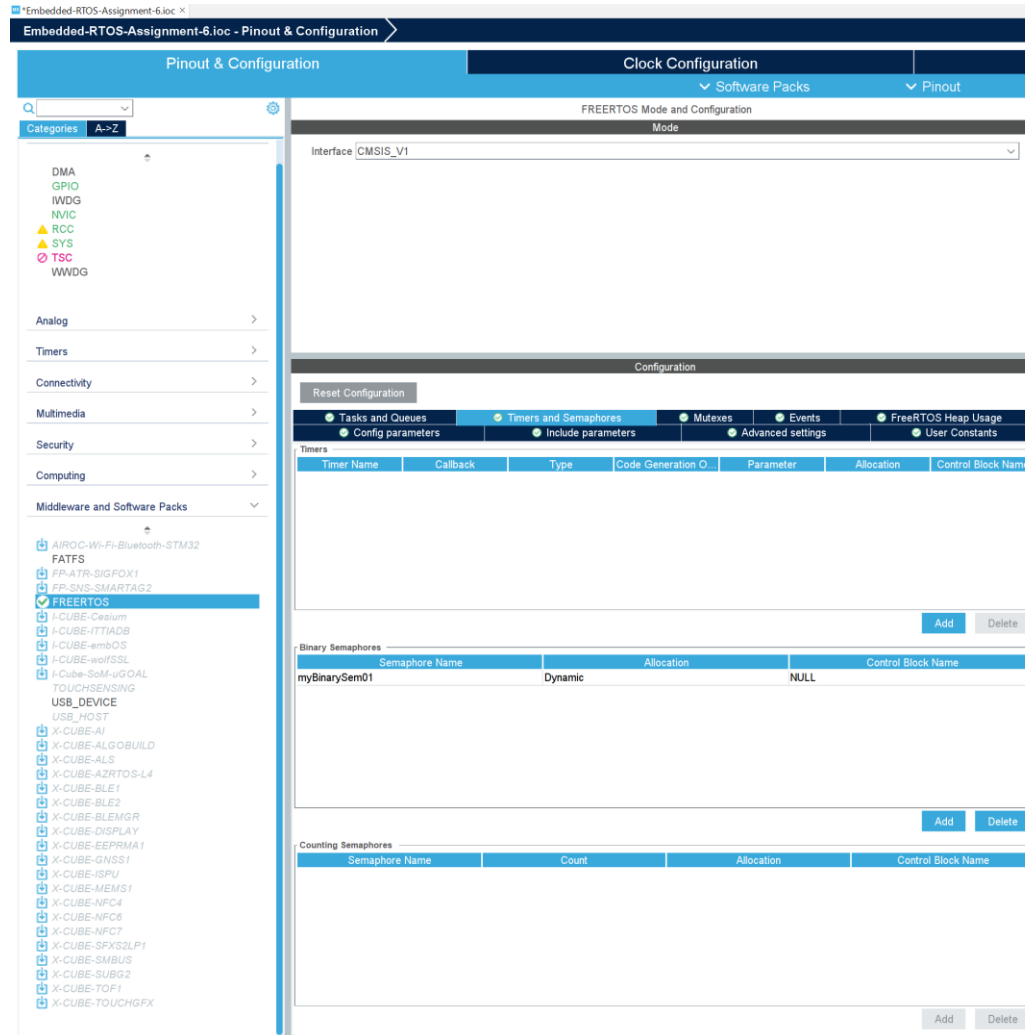 *Embedded-RTOS-Assignment-6.ioc ×
Embedded-RTOS-Assignment-6.ioc - Pinout & Configuration
Pinout & Configuration
Clock Configuration
Software Packs
Pinout
Categories
A->Z
DMA
GPIO
IWDG
NVIC
RCC
SYS
TSC
WWDG
Analog
Timers
Connectivity
Multimedia
Security
Computing
Middleware and Software Packs
AIROC-Wi-Fi-Bluetooth-STM32
FATFS
FP-ATR-SIGFOX1
FP-SNS-SMARTAG2
FREERTOS
I-CUBE-Cesium
I-CUBE-ITTIADB
I-CUBE-embOS
I-CUBE-wolfSSL
I-Cube-SoM-uGOAL
TOUCHSENSING
USB_DEVICE
USB_HOST
X-CUBE-AI
X-CUBE-ALGOBUILD
X-CUBE-ALS
X-CUBE-AZRTOS-L4
X-CUBE-BLE1
X-CUBE-BLE2
X-CUBE-BLEMGR
X-CUBE-DISPLAY
X-CUBE-EEPRMA1
X-CUBE-GNSS1
X-CUBE-ISPU
X-CUBE-MEMS1
X-CUBE-NFC4
X-CUBE-NFC6
X-CUBE-NFC7
X-CUBE-SFXS2LP1
X-CUBE-SMBUS
X-CUBE-SUBG2
X-CUBE-TOF1
X-CUBE-TOUCHGFX
FREERTOS Mode and Configuration
Mode
Interface CMSIS_V1
Configuration
Reset Configuration
Tasks and Queues
Timers and Semaphores
Mutexes
Events
FreeRTOS Heap Usage
Config parameters
Include parameters
Advanced settings
User Constants
Timers
Timer Name Callback Type Code Generation O... Parameter Allocation Control Block Name
Add Delete
Binary Semaphores
Semaphore Name Allocation Control Block Name
myBinarySem01 Dynamic NULL
Add Delete
Counting Semaphores
Semaphore Name Count Allocation Control Block Name
Add Delete